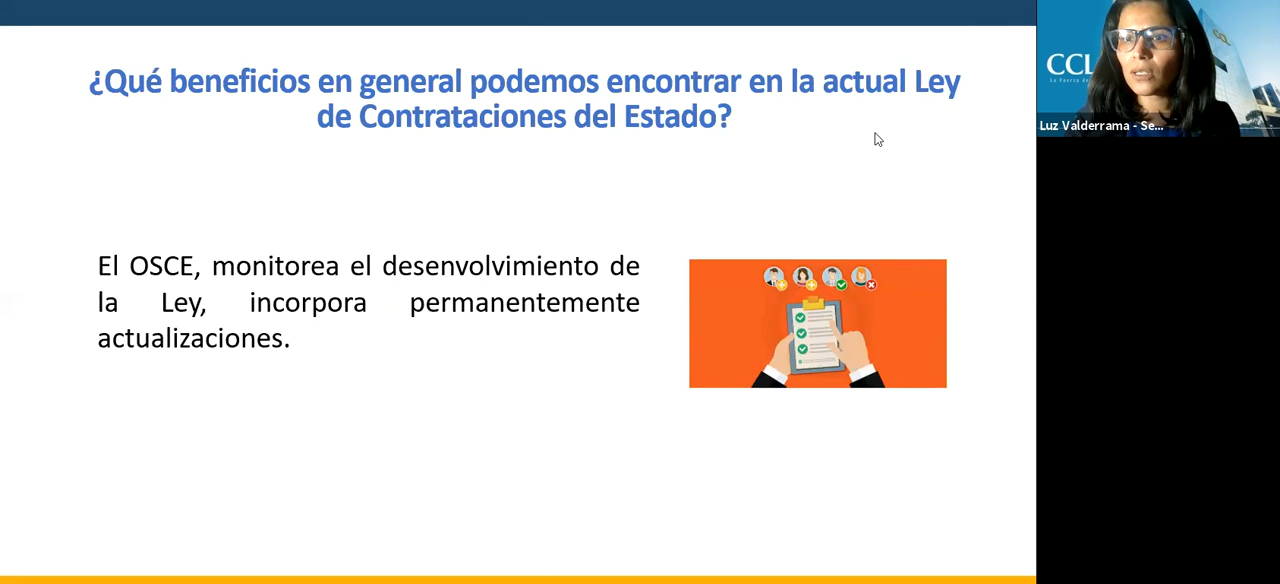 ¿Qué beneficios en general podemos encontrar en la actual Ley
de Contrataciones del Estado?
El OSCE, monitorea el desenvolvimiento de
la Ley, incorpora permanentemente
actualizaciones.
CCL
Luz Valderrama - Se...